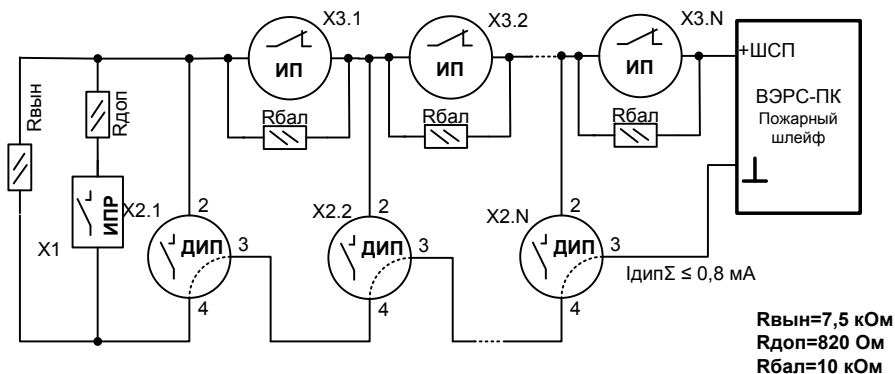 X3.1
X3.2
X3.N
ИП
ИП
ИП
+ШСП
Rвын
Rдоп
Rбал
Rбал
Rбал
ВЭРС-ПК
Пожарный
шлейф
ИПР
X1
X2.1
2
ДИП
3
4
X2.2
2
ДИП
3
4
X2.N
2
ДИП
3
4
IдипΣ ≤ 0,8 мА
Rвын=7,5 кОм
Rдоп=820 Ом
Rбал=10 кОм